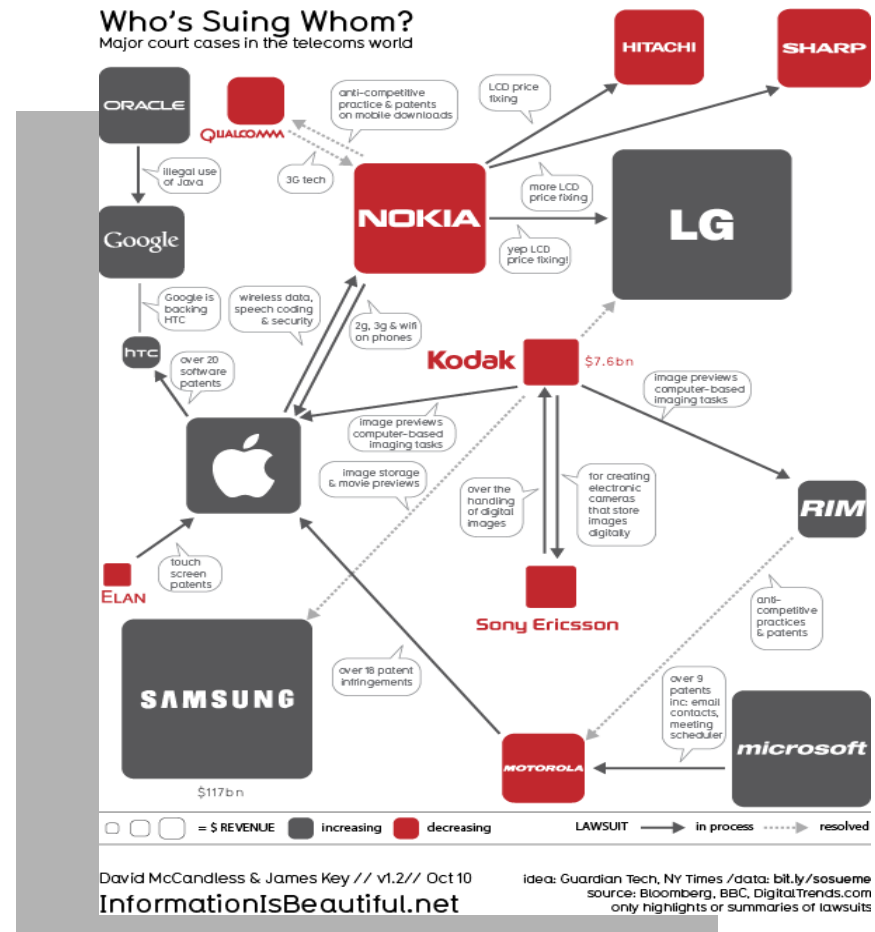 Who's Suing Whom?
Major court cases in the telecoms world
HITACHI
SHARP
ORACLE
QUALCOMM
anti-competitive
practice & patents
on mobile downloads
LCD price
fixing
illegal use
of Java
3G tech
NOKIA
more LCD
price fixing
LG
Google
yep LCD
price fixing!
Google is
backing
HTC
wireless data,
speech coding
& security
2g, 3g & wifi
on phones
hTC
over 20
software
patents
Kodak
$7.6bn
image previews
computer-based
imaging tasks
image previews
computer-based
imaging tasks
image storage
& movie previews
over the
handling
of digital
images
for creating
electronic
cameras
that store
images
digitally
RIM
touch
screen
patents
ELAN
Sony Ericsson
anti-
competitive
practices
& patents
SAMSUNG
over 18 patent
infringements
over 9
patents
inc: email
contacts,
meeting
scheduler
MOTOROLA
microsoft
$117bn
= $ REVENUE increasing decreasing LAWSUIT in process resolved
David McCandless & James Key // v1.2// Oct 10
InformationIsBeautiful.net
idea: Guardian Tech, NY Times /data: bit.ly/sosueme
source: Bloomberg, BBC, DigitalTrends.com
only highlights or summaries of lawsuits